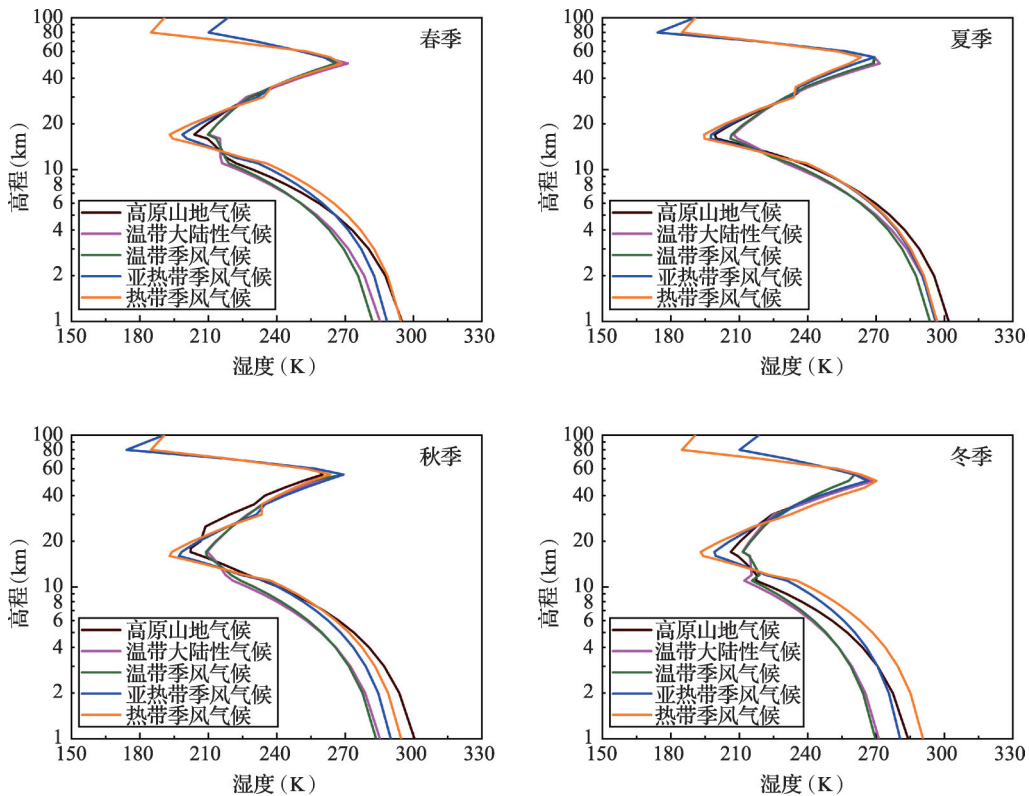 100
80
60
40
20
10
8
6
4
2
1
高程(km)
春季
高原山地气候
温带大陆性气候
温带季风气候
亚热带季风气候
热带季风气候
150
180
210
240
270
300
330
湿度(K)
100
80
60
40
20
10
8
6
4
2
1
高程(km)
夏季
高原山地气候
温带大陆性气候
温带季风气候
亚热带季风气候
热带季风气候
150
180
210
240
270
300
330
湿度(K)
100
80
60
40
20
10
8
6
4
2
1
高程(km)
秋季
高原山地气候
温带大陆性气候
温带季风气候
亚热带季风气候
热带季风气候
150
180
210
240
270
300
330
湿度(K)
100
80
60
40
20
10
8
6
4
2
1
高程(km)
冬季
高原山地气候
温带大陆性气候
温带季风气候
亚热带季风气候
热带季风气候
150
180
210
240
270
300
330
湿度(K)